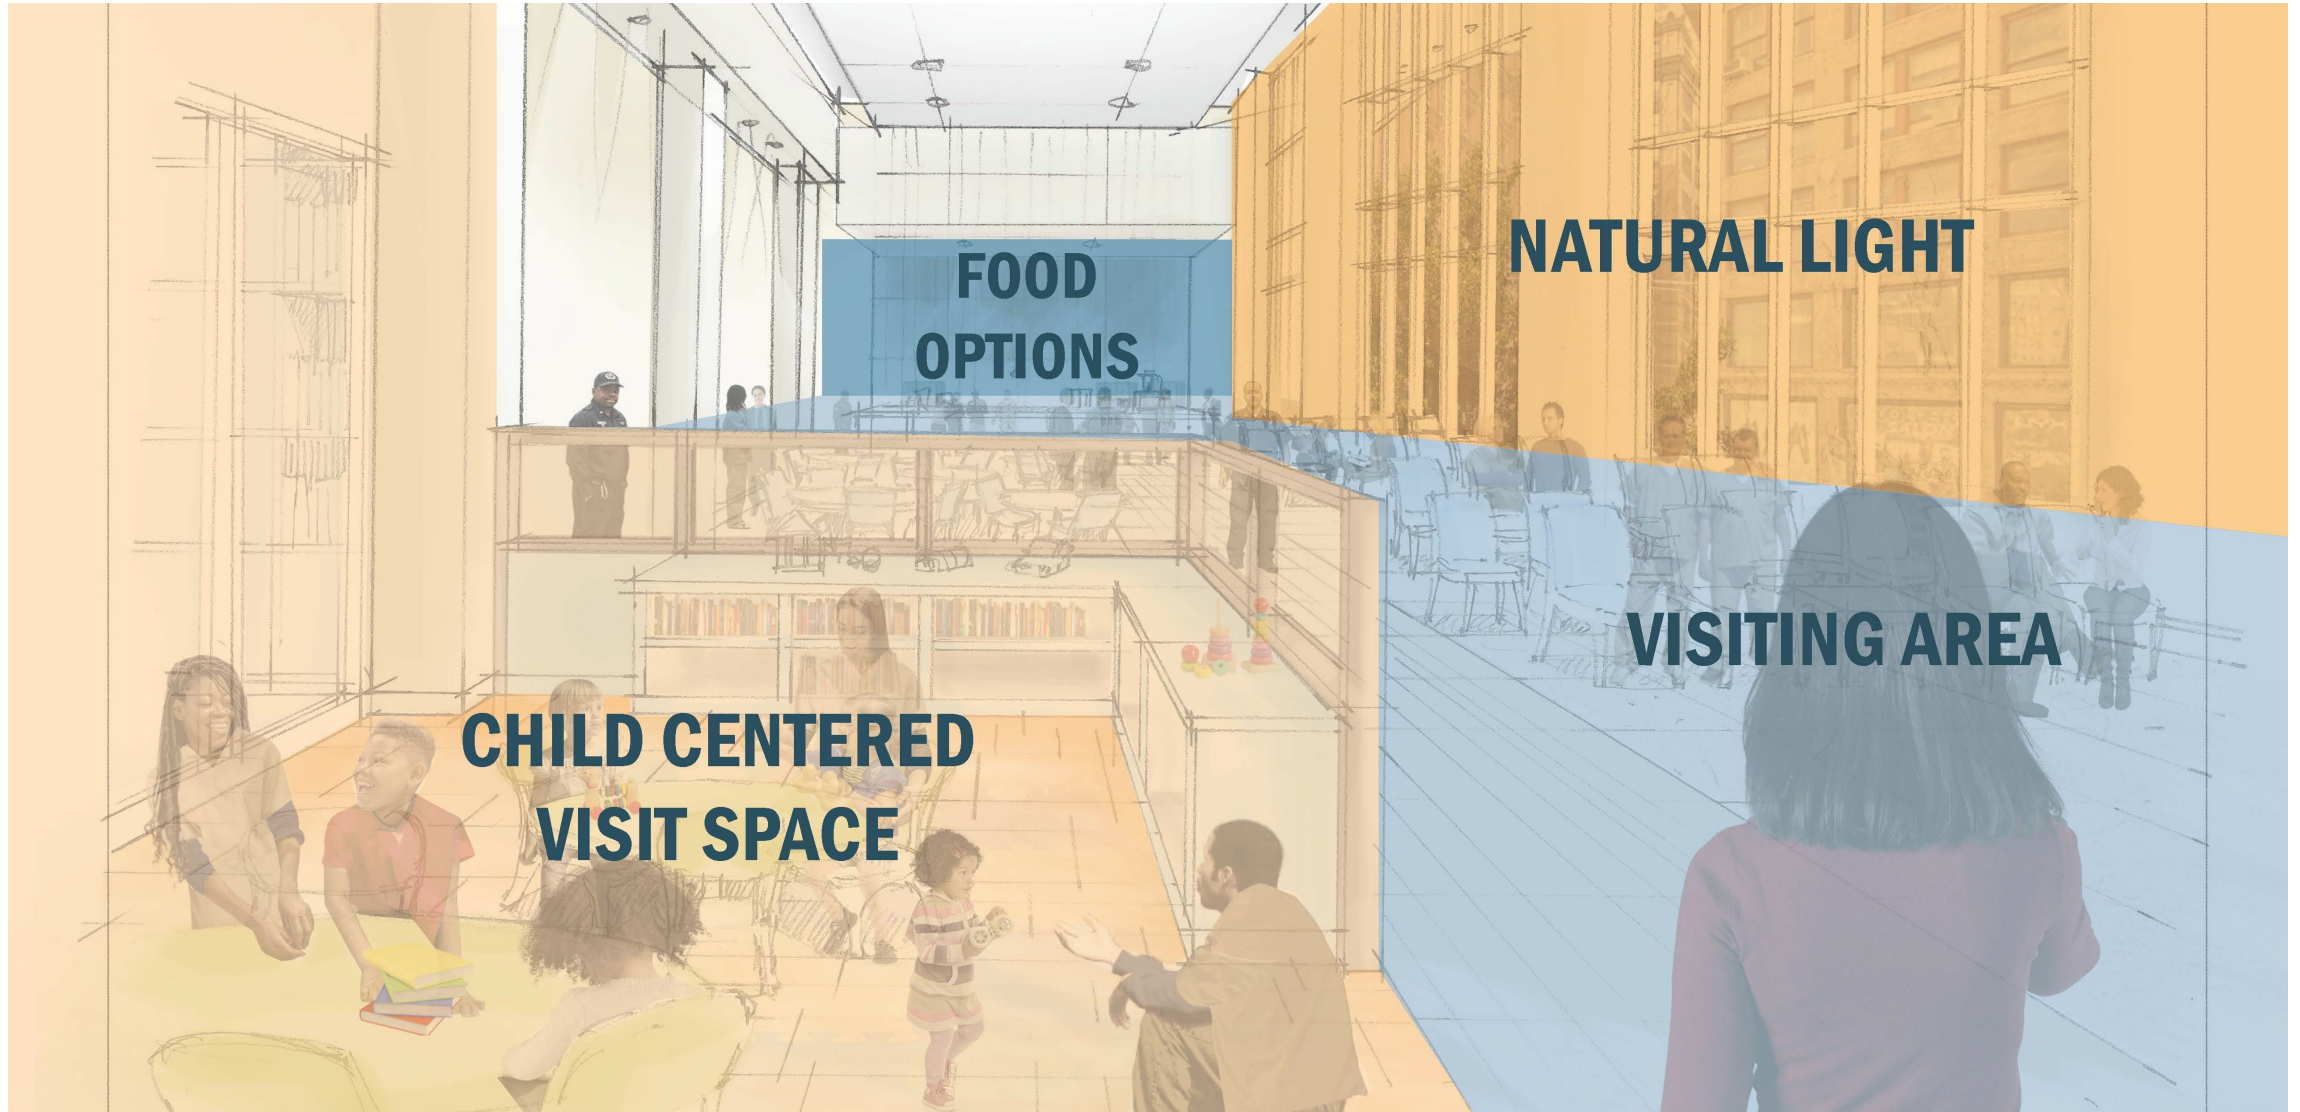 FOOD
OPTIONS
NATURAL LIGHT
VISITING AREA
CHILD CENTERED
VISIT SPACE